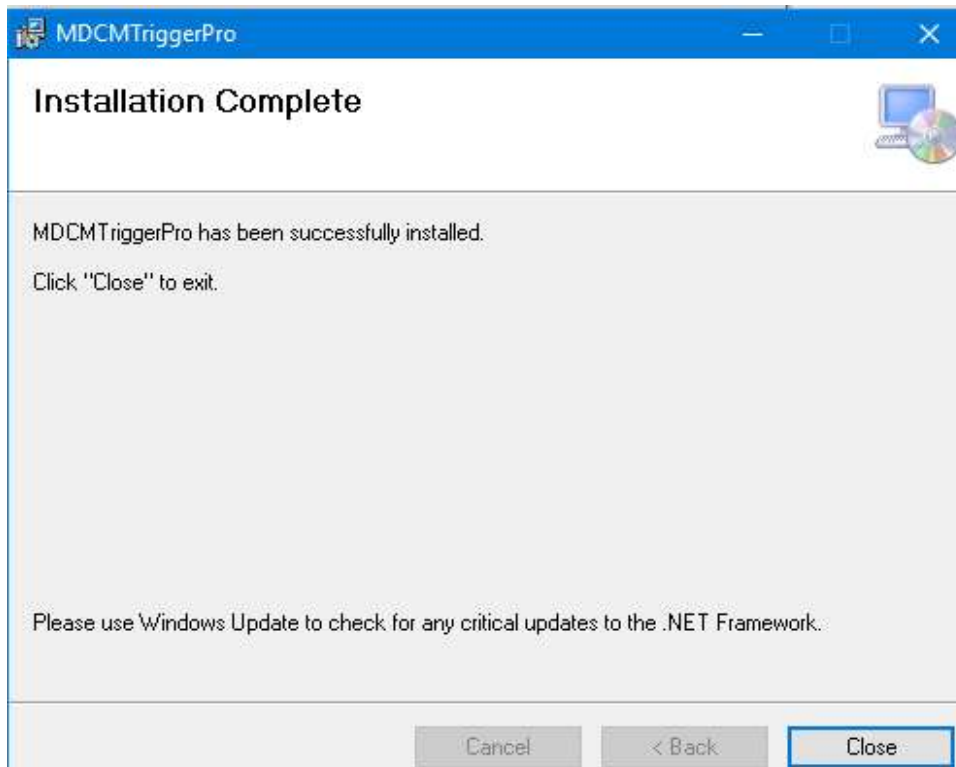 MDCMTriggerPro
Installation Complete
MDCMTriggerPro has been successfully installed.
Click "Close" to exit.
Please use Windows Update to check for any critical updates to the .NET Framework.
Cancel
< Back
Close